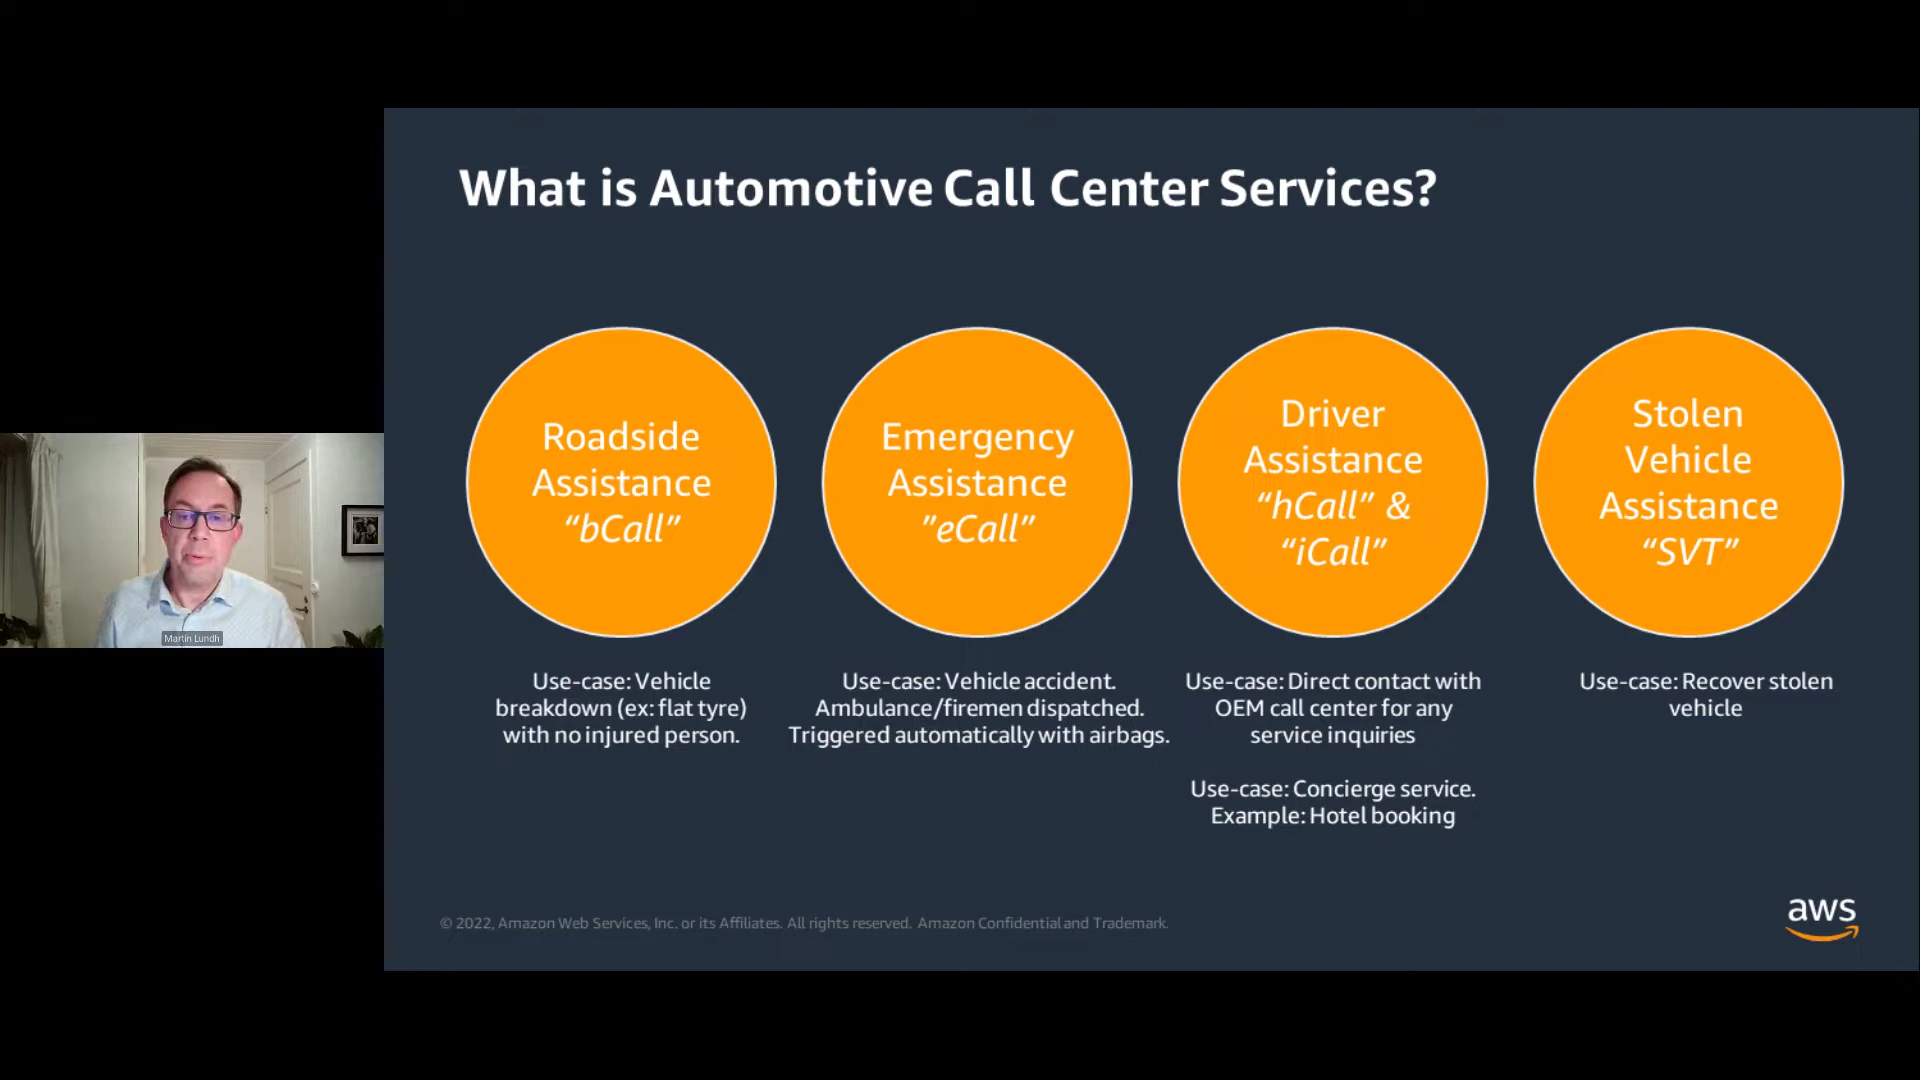 What is Automotive Call Center Services?
Roadside
Assistance
“bCall”
Emergency
Assistance
”eCall”
Driver
Assistance
“hCall” &
“iCall”
Stolen
Vehicle
Assistance
“SVT”
Use-case: Vehicle
breakdown (ex: flat tyre)
with no injured person.
Use-case: Vehicle accident.
Ambulance/firemen dispatched.
Triggered automatically with airbags.
Use-case: Direct contact with
OEM call center for any
service inquiries
Use-case: Concierge service.
Example: Hotel booking
Use-case: Recover stolen
vehicle
Martin Lundh
© 2022, Amazon Web Services, Inc. or its Affiliates. All rights reserved. Amazon Confidential and Trademark.
aws